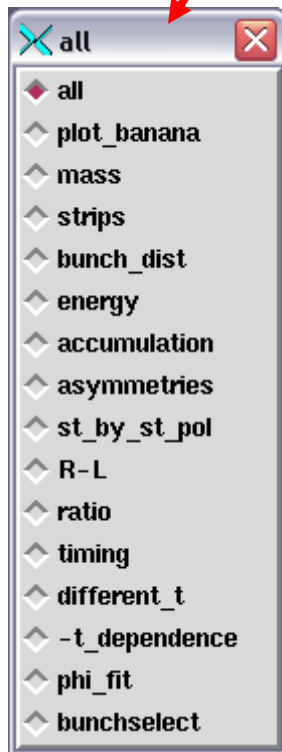 all
all
plot_banana
mass
strips
bunch_dist
energy
accumulation
asymmetries
st_by_st_pol
R-L
ratio
timing
different_t
-t_dependence
phi_fit
bunchselect